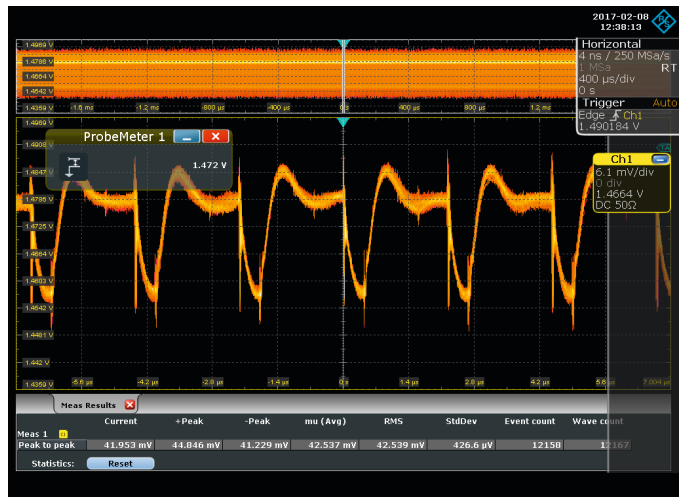 2017-02-08
12:38:13
Horizontal
4 ns / 250 MSa/s
1 MSa RT
400 µs/div
0 s
Trigger Auto
Edge Ch1
1.490184 V
1.4969 V
1.4786 V
1.4664 V
1.4542 V
1.4359 V -1.6 ms -1.2 ms -800 µs -400 µs 0 s 400 µs 800 µs 1.2 ms
1.4969 V
1.4908 V
1.4847 V
1.4786 V
1.4725 V
1.4664 V
1.4603 V
1.4542 V
1.4481 V
1.442 V
1.4359 V -5.6 µs -4.2 µs -2.8 µs -1.4 µs 0 s 1.4 µs 2.8 µs 4.2 µs 5.6 7.004 µs
ProbeMeter 1
1.472 V
TA
Ch1
6.1 mV/div
0 div
1.4664 V
DC 50Ω
Meas Results
Current +Peak -Peak mu (Avg) RMS StdDev Event count Wave count
Meas 1
Peak to peak 41.953 mV 44.846 mV 41.229 mV 42.537 mV 42.539 mV 426.6 µV 12158 12167
Statistics: Reset